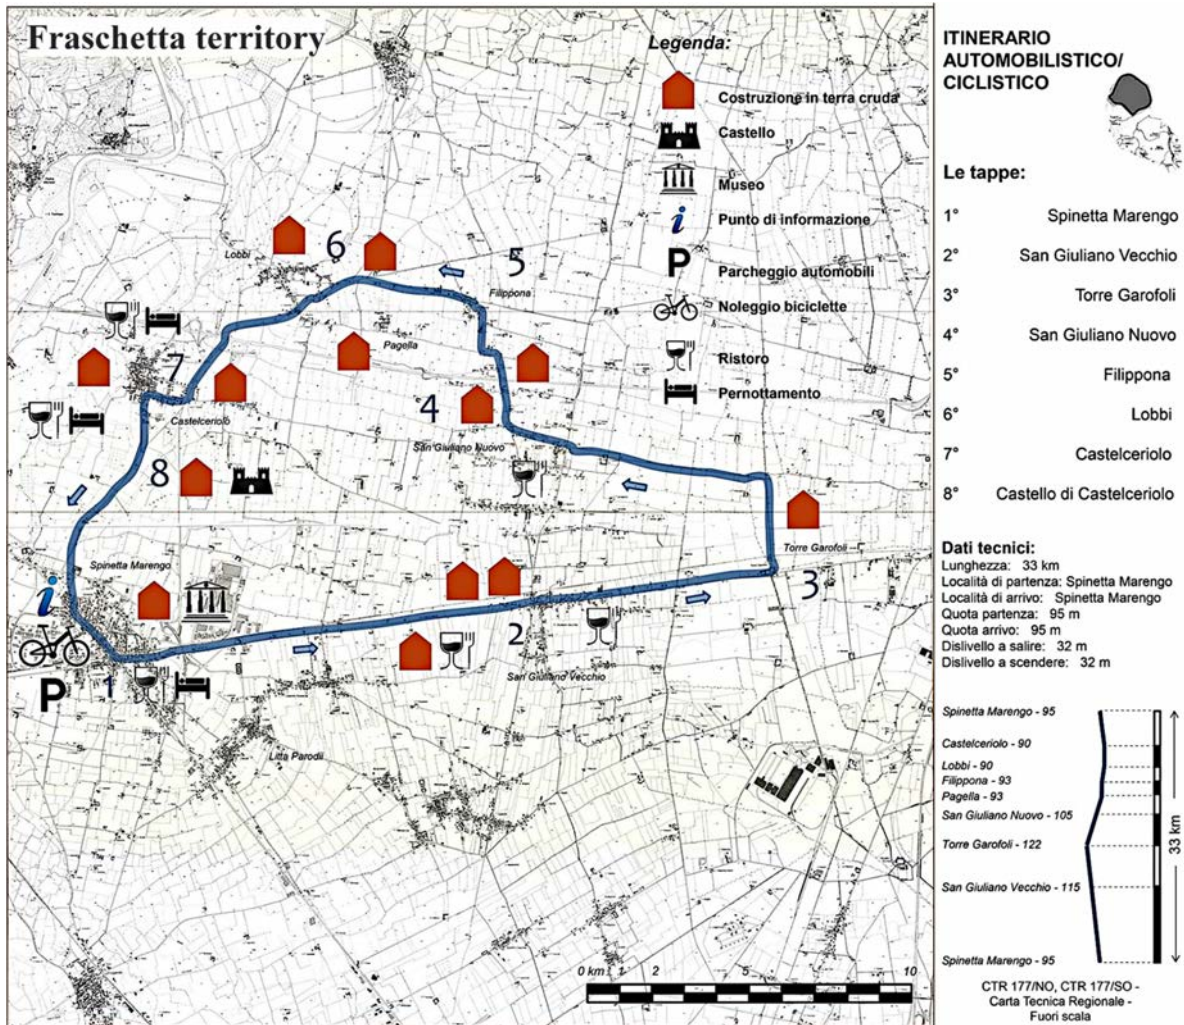 Fraschetta territory
Legenda:
Costruzione in terra cruda
Castello
Museo
Punto di informazione
P
Parcheggio automobili
Noleggio biciclette
Ristoro
Pernottamento
6
5
Lobbi
Filippona
Pagella
7
4
Castelceriolo
San Giuliano Nuovo
8
Torre Garofoli
Spinetta Marengo
3
i
2
P
1
San Giuliano Vecchio
Litta Parodi
0 km 1 2 5 10
ITINERARIO
AUTOMOBILISTICO/
CICLISTICO
Le tappe:
1° Spinetta Marengo
2° San Giuliano Vecchio
3° Torre Garofoli
4° San Giuliano Nuovo
5° Filippona
6° Lobbi
7° Castelceriolo
8° Castello di Castelceriolo
Dati tecnici:
Lunghezza: 33 km
Località di partenza: Spinetta Marengo
Località di arrivo: Spinetta Marengo
Quota partenza: 95 m
Quota arrivo: 95 m
Dislivello a salire: 32 m
Dislivello a scendere: 32 m
Spinetta Marengo - 95
Castelceriolo - 90
Lobbi - 90
Filippona - 93
Pagella - 93
San Giuliano Nuovo - 105
Torre Garofoli - 122
San Giuliano Vecchio - 115
Spinetta Marengo - 95
33 km
CTR 177/NO, CTR 177/SO -
Carta Tecnica Regionale -
Fuori scala